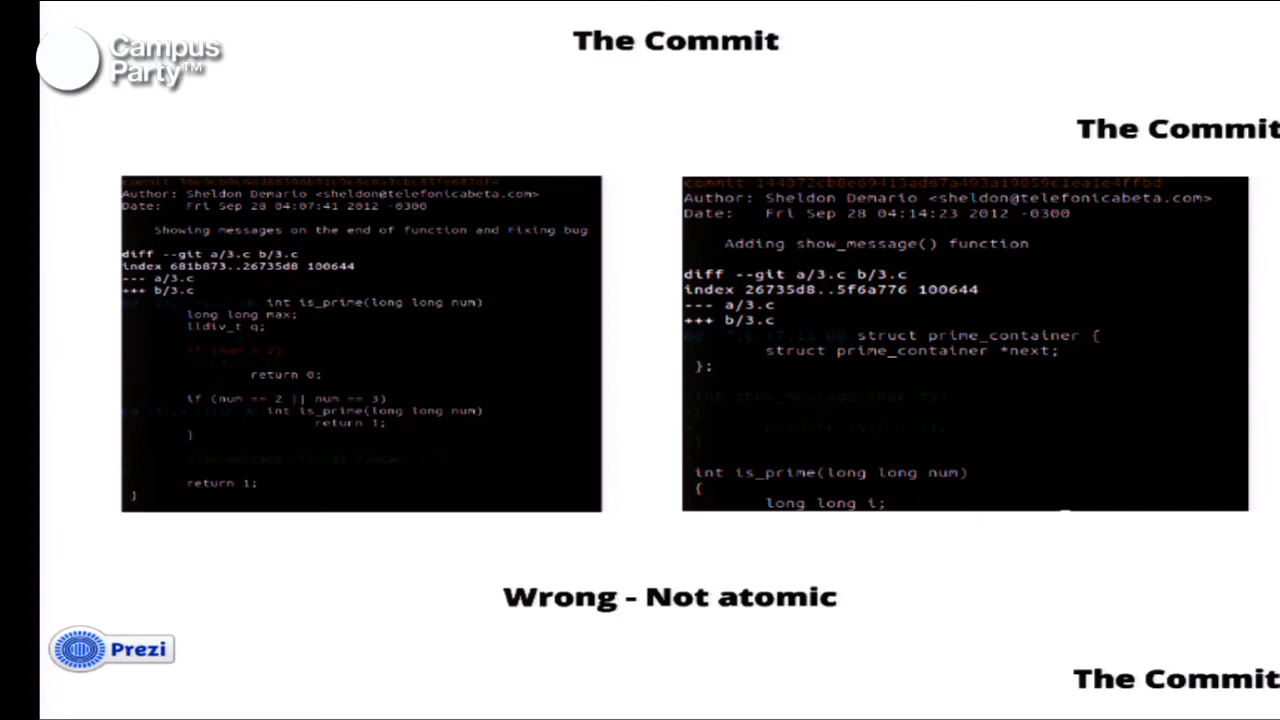 Campus
Party™
The Commit
The Commit
Author: Sheldon Demario <sheldon@telefonicabeta.com>
Date: Fri Sep 28 04:07:41 2012 -0300
Showing messages on the end of function and Fixing bug
diff --git a/3.c b/3.c
index 681b873..26735d8 100644
--- a/3.c
+++ b/3.c
int is_prime(long long num)
long long max;
lldiv_t q;
return 0;
if (num == 2 || num == 3)
int is_prime(long long num)
return 1;
}
return 1;
}
commit 144072cb8e69413ad67a493a19059c1ea1e4ffbd
Author: Sheldon Demario <sheldon@telefonicabeta.com>
Date: Fri Sep 28 04:14:23 2012 -0300
Adding show_message() function
diff --git a/3.c b/3.c
index 26735d8..5f6a776 100644
--- a/3.c
+++ b/3.c
struct prime_container {
struct prime_container *next;
};
int is_prime(long long num)
{
long long i;
Wrong - Not atomic
Prezi
The Commit